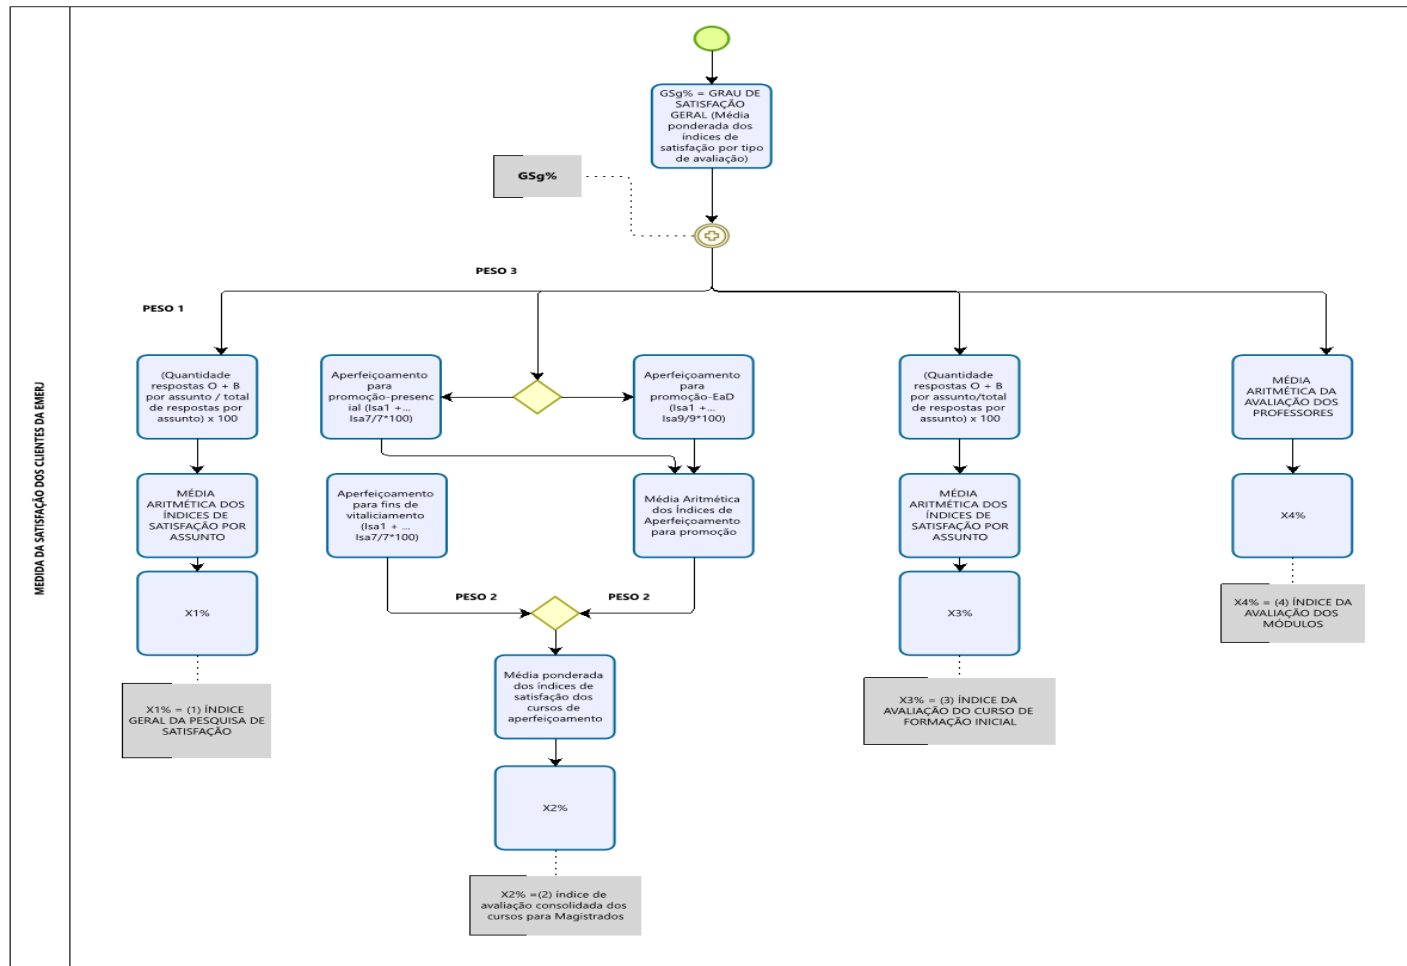 MEDIDA DA SATISFAÇÃO DOS CLIENTES DA EMERJ
GSg% = GRAU DE
SATISFAÇÃO
GERAL (Média
ponderada dos
índices de
satisfação por tipo
de avaliação)
GSg%
PESO 3
PESO 1
(Quantidade
respostas O + B
por assunto / total
de respostas por
assunto) x 100
Aperfeiçoamento
para
promoção-presenc
ial (Isa1 +...
Isa7/7*100)
Aperfeiçoamento
para
promoção-EaD
(Isa1 +...
Isa9/9*100)
(Quantidade
respostas O + B
por assunto/total
de respostas por
assunto) x 100
MÉDIA
ARITMÉTICA DA
AVALIAÇÃO DOS
PROFESSORES
MÉDIA
ARITMÉTICA DOS
ÍNDICES DE
SATISFAÇÃO POR
ASSUNTO
Aperfeiçoamento
para fins de
vitaliciamento
(Isa1 + ...
Isa7/7*100)
Média Aritmética
dos Índices de
Aperfeiçoamento
para promoção
MÉDIA
ARITMÉTICA DOS
ÍNDICES DE
SATISFAÇÃO POR
ASSUNTO
X4%
X1%
PESO 2
PESO 2
X3%
X4% = (4) ÍNDICE DA
AVALIAÇÃO DOS
MÓDULOS
Média ponderada
dos índices de
satisfação dos
cursos de
aperfeiçoamento
X1% = (1) ÍNDICE
GERAL DA PESQUISA DE
SATISFAÇÃO
X3% = (3) ÍNDICE DA
AVALIAÇÃO DO CURSO DE
FORMAÇÃO INICIAL
X2%
X2% =(2) índice de
avaliação consolidada dos
cursos para Magistrados